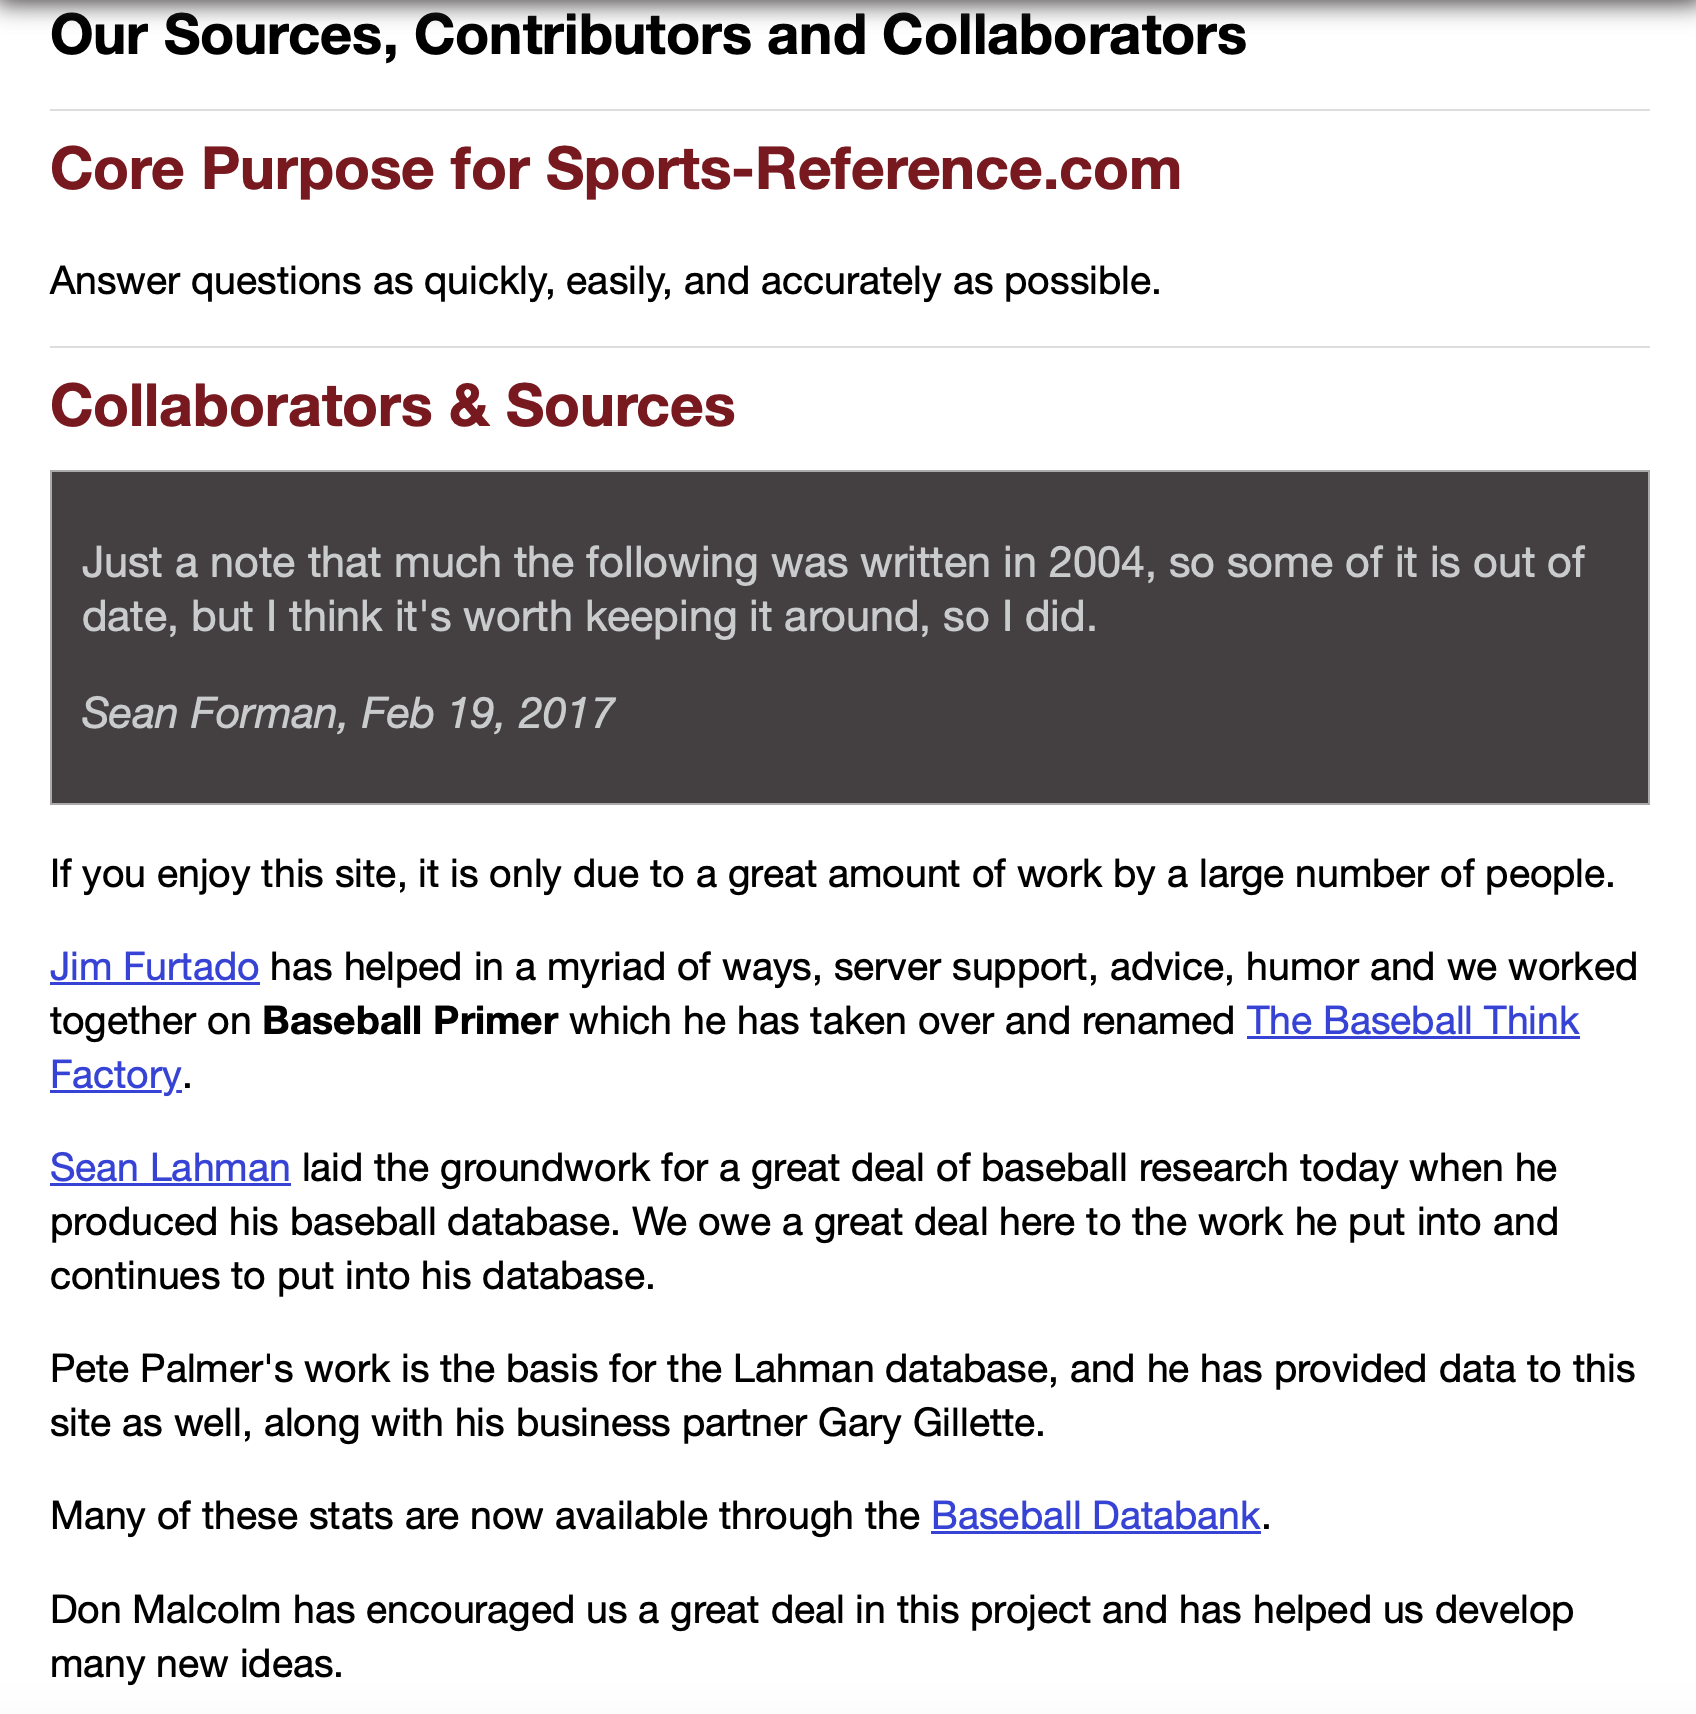 Our Sources, Contributors and Collaborators
Core Purpose for Sports-Reference.com
Answer questions as quickly, easily, and accurately as possible.
Collaborators & Sources
Just a note that much the following was written in 2004, so some of it is out of
date, but I think it's worth keeping it around, so I did.
Sean Forman, Feb 19, 2017
If you enjoy this site, it is only due to a great amount of work by a large number of people.
Jim Furtado has helped in a myriad of ways, server support, advice, humor and we worked
together on Baseball Primer which he has taken over and renamed The Baseball Think
Factory.
Sean Lahman laid the groundwork for a great deal of baseball research today when he
produced his baseball database. We owe a great deal here to the work he put into and
continues to put into his database.
Pete Palmer's work is the basis for the Lahman database, and he has provided data to this
site as well, along with his business partner Gary Gillette.
Many of these stats are now available through the Baseball Databank.
Don Malcolm has encouraged us a great deal in this project and has helped us develop
many new ideas.